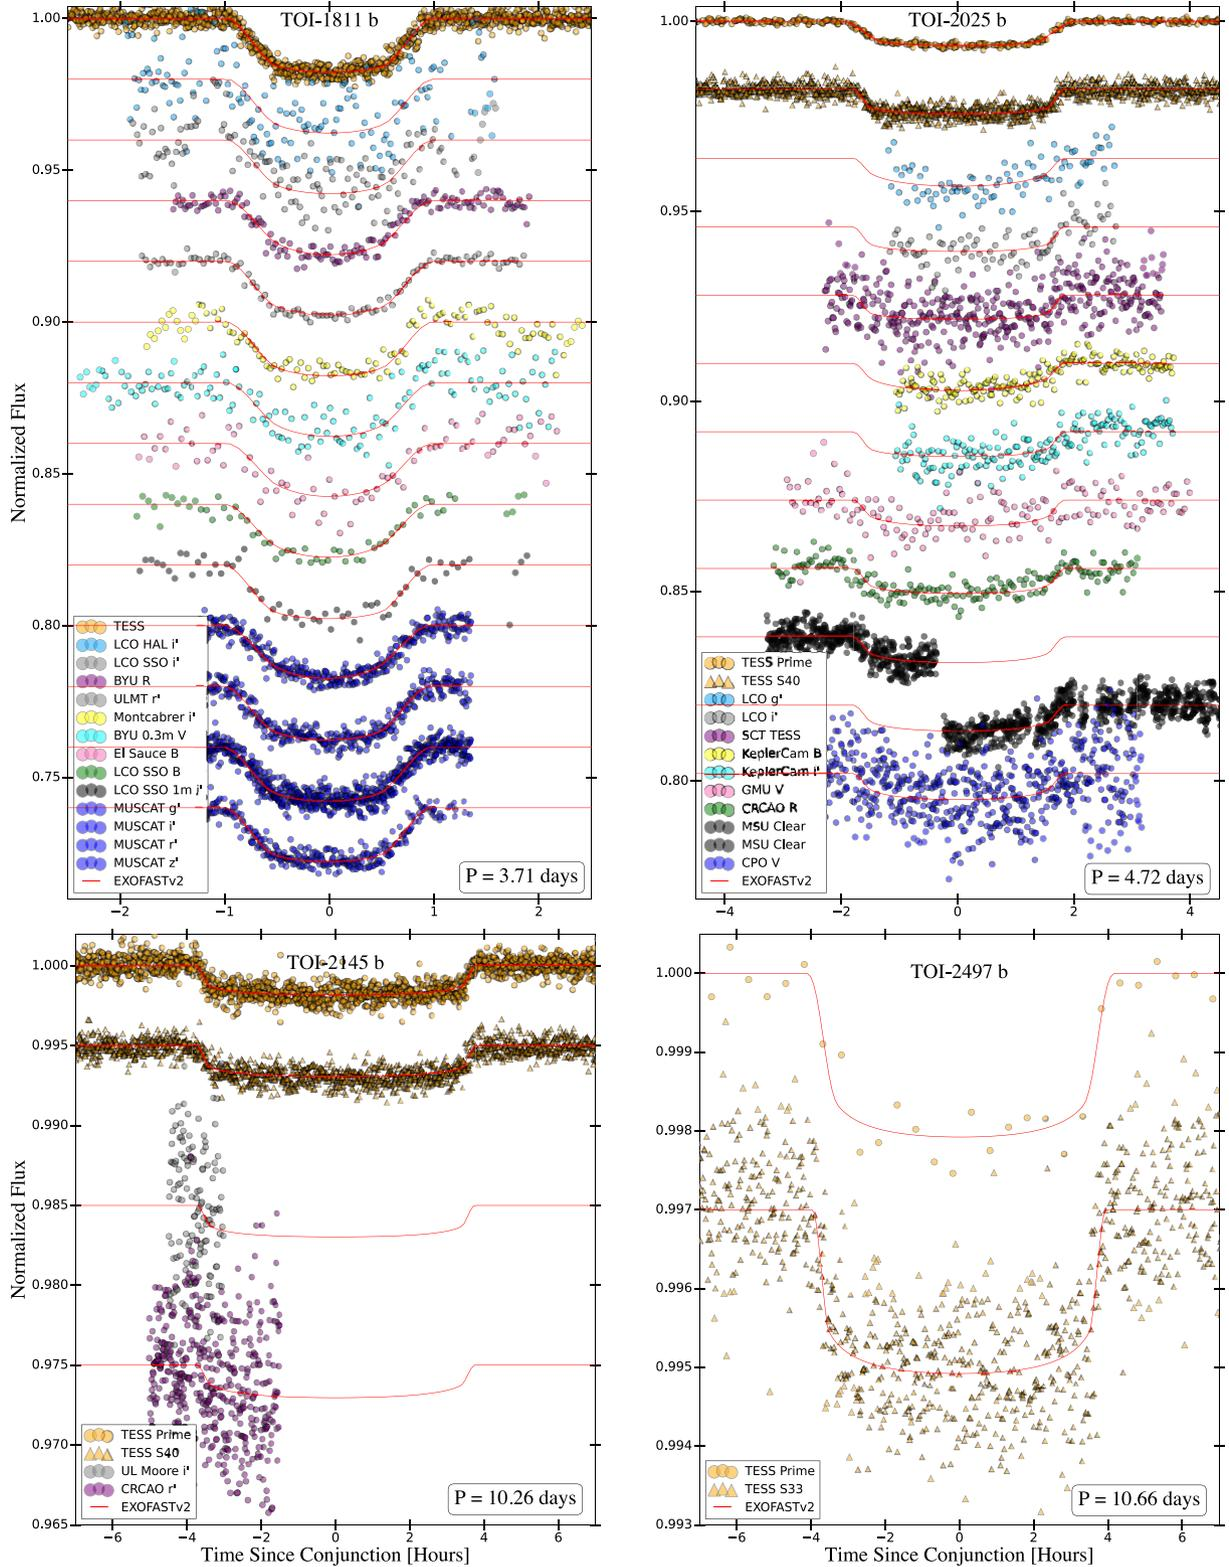 TOI-1811 b
1.00
0.95
0.90
0.85
0.80
0.75
Normalized Flux
TESS
LCO HAL i'
LCO SSO i'
BYU R
ULMT r'
Montcabrer i'
BYU 0.3m V
El Sauce B
LCO SSO B
LCO SSO 1m i'
MUSCAT g'
MUSCAT i'
MUSCAT r'
MUSCAT z'
EXOFASTv2
P = 3.71 days
−2 −1 0 1 2
TOI-2025 b
1.00
0.95
0.90
0.85
0.80
TESS Prime
TESS S40
LCO g'
LCO i'
SCT TESS
KeplerCam B
KeplerCam i'
GMU V
CRCAO R
MSU Clear
MSU Clear
CPO V
EXOFASTv2
P = 4.72 days
−4 −2 0 2 4
TOI-2145 b
1.000
0.995
0.990
0.985
0.980
0.975
0.970
0.965
Normalized Flux
TESS Prime
TESS S40
UL Moore i'
CRCAO r'
EXOFASTv2
P = 10.26 days
−6 −4 −2 0 2 4 6
Time Since Conjunction [Hours]
TOI-2497 b
1.000
0.999
0.998
0.997
0.996
0.995
0.994
0.993
TESS Prime
TESS S33
EXOFASTv2
P = 10.66 days
−6 −4 −2 0 2 4 6
Time Since Conjunction [Hours]